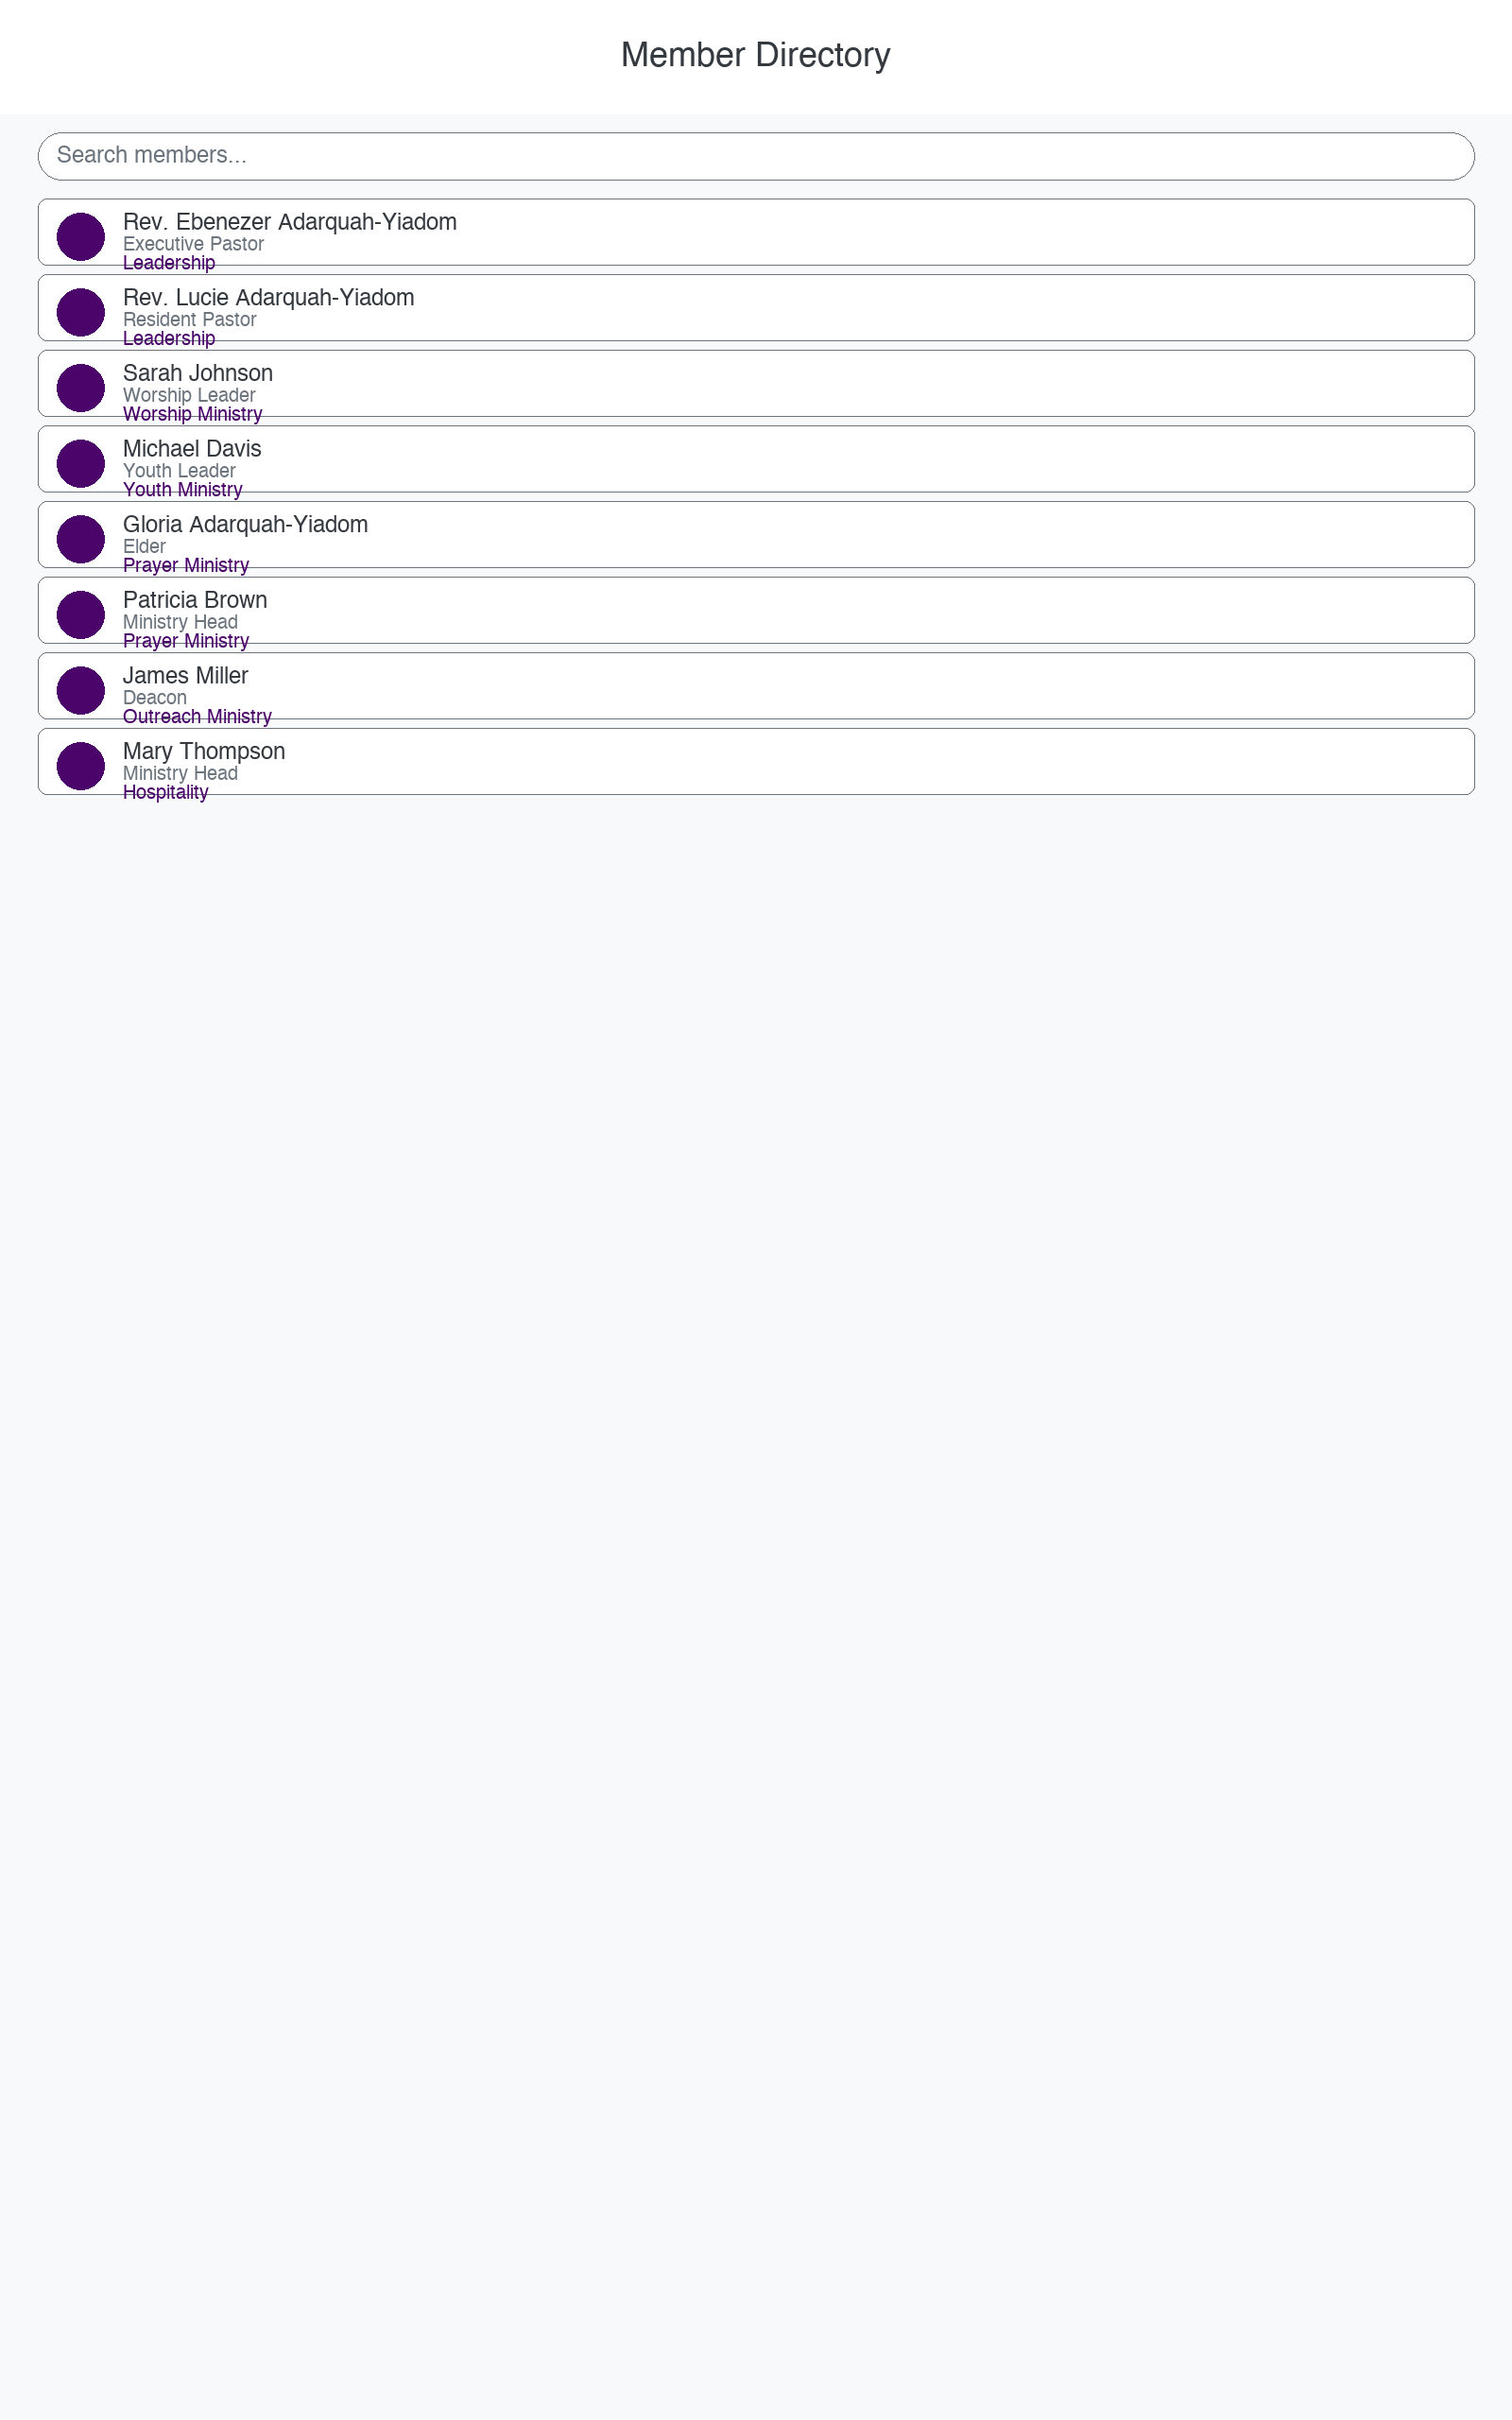 Member Directory
Search members...
Rev. Ebenezer Adarquah-Yiadom
Executive Pastor
Leadership
Rev. Lucie Adarquah-Yiadom
Resident Pastor
Leadership
Sarah Johnson
Worship Leader
Worship Ministry
Michael Davis
Youth Leader
Youth Ministry
Gloria Adarquah-Yiadom
Elder
Prayer Ministry
Patricia Brown
Ministry Head
Prayer Ministry
James Miller
Deacon
Outreach Ministry
Mary Thompson
Ministry Head
Hospitality